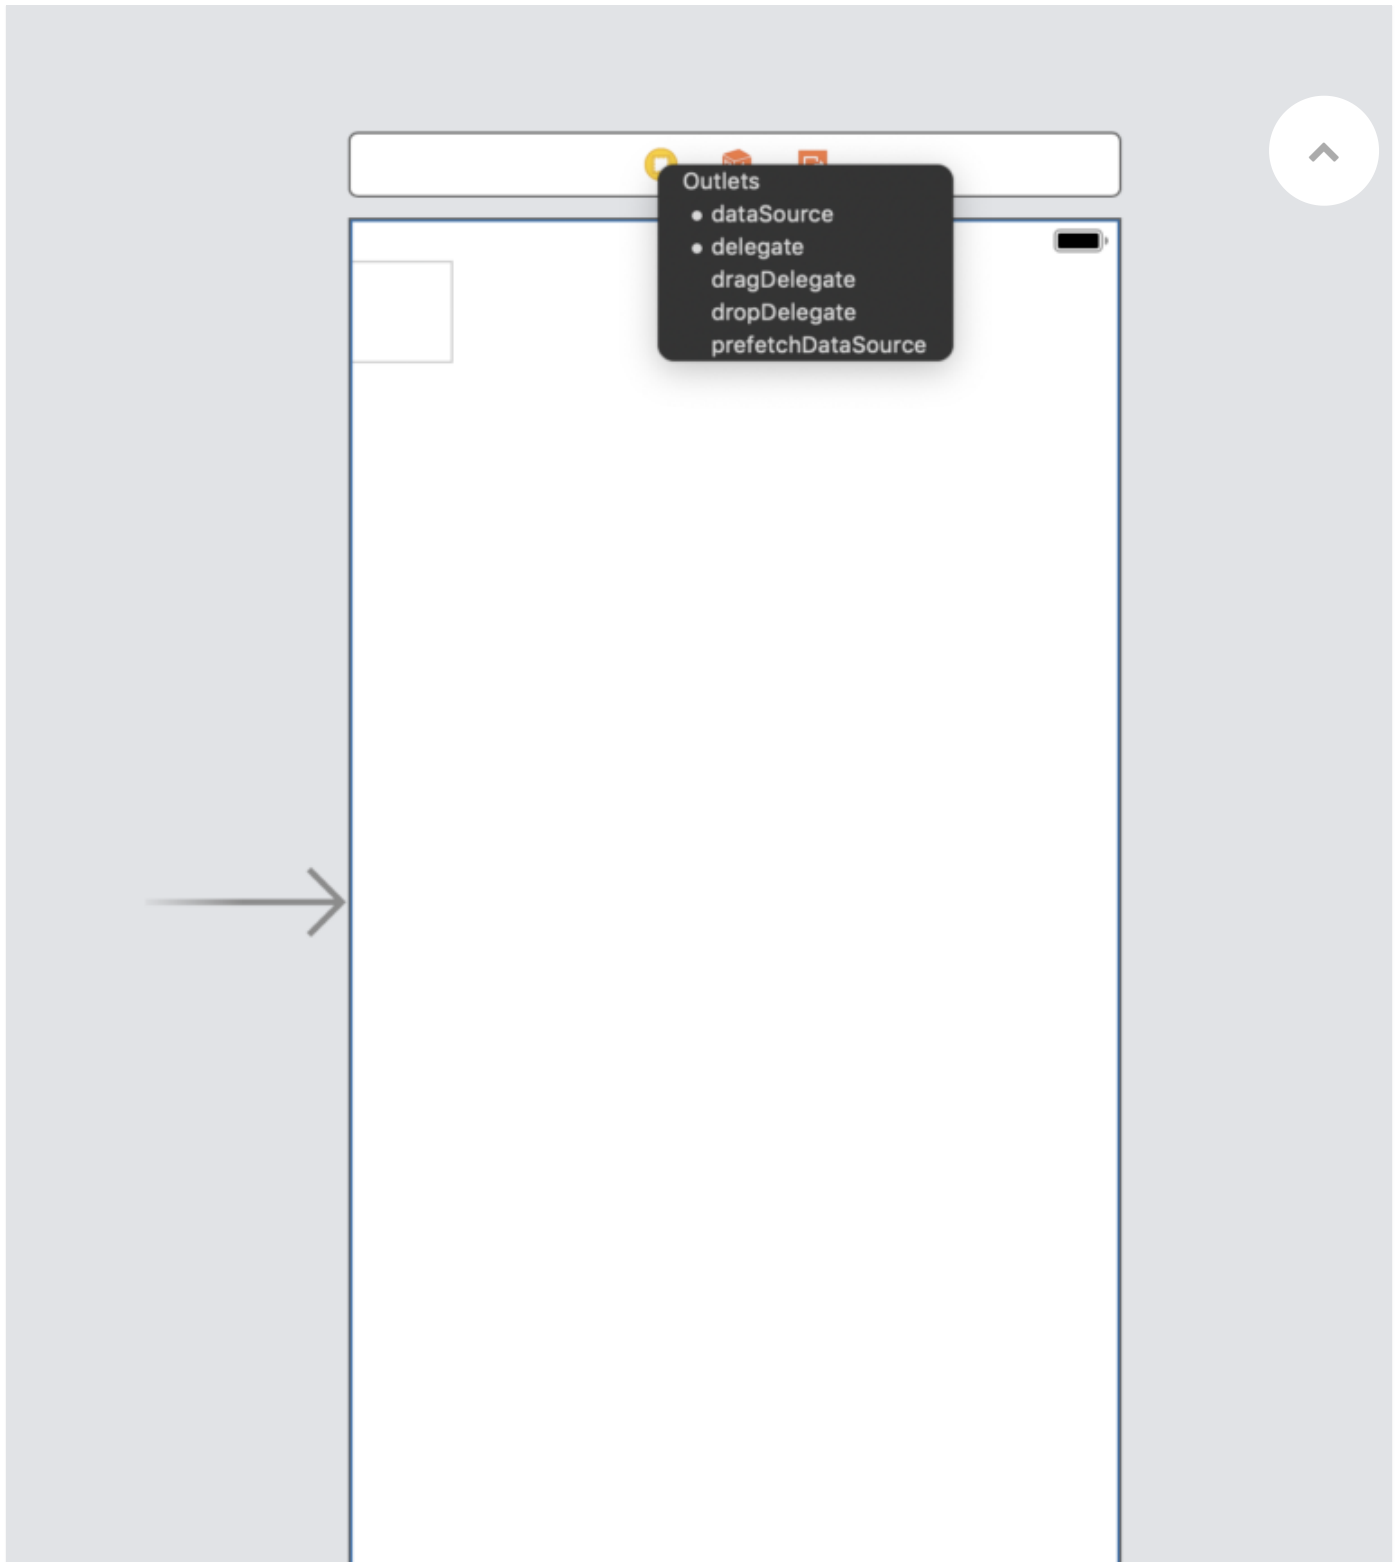 Outlets
• dataSource
• delegate
dragDelegate
dropDelegate
prefetchDataSource